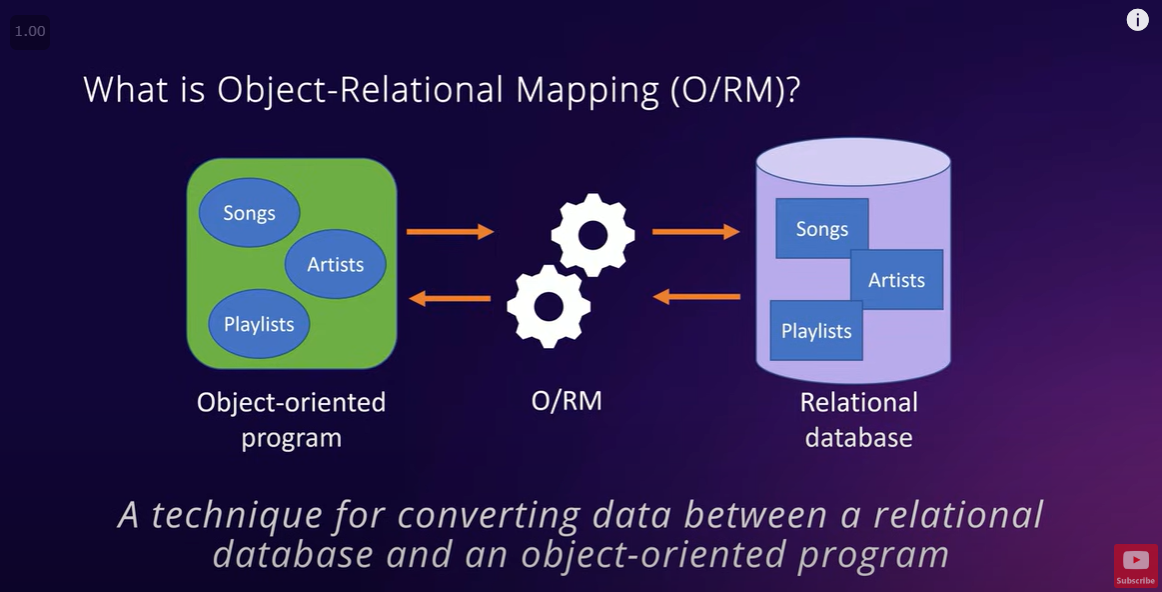 1.00
What is Object-Relational Mapping (O/RM)?
Songs
Artists
Playlists
Songs
Artists
Playlists
Object-oriented
program
O/RM
Relational
database
A technique for converting data between a relational
database and an object-oriented program
i
Subscribe